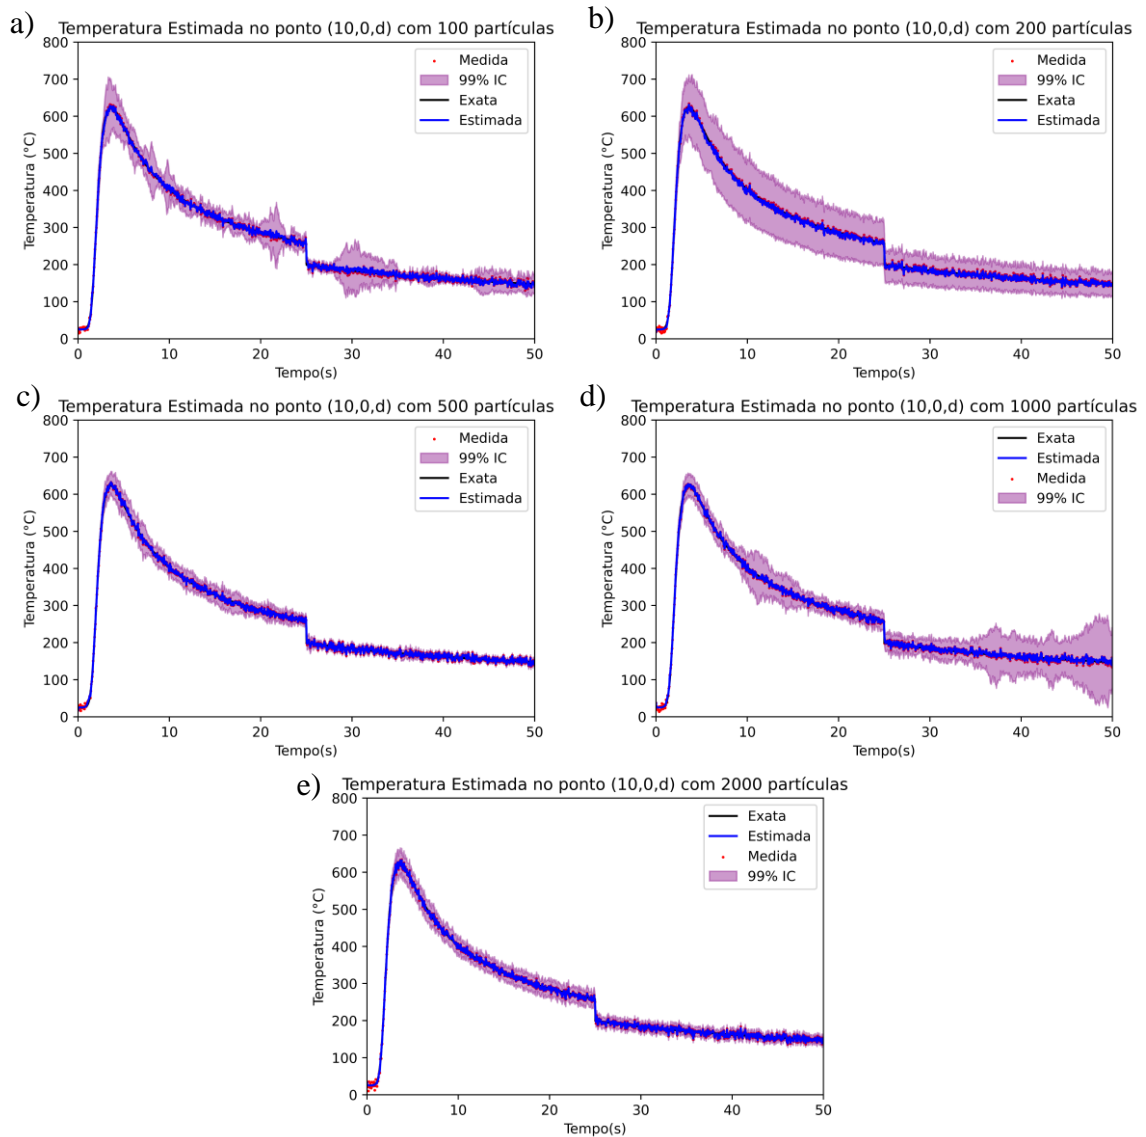 a)
Temperatura Estimada no ponto (10,0,d) com 100 partículas
800
700
600
500
400
300
200
100
0
Temperatura (°C)
Medida
99% IC
Exata
Estimada
0 10 20 30 40 50
Tempo(s)
b)
Temperatura Estimada no ponto (10,0,d) com 200 partículas
800
700
600
500
400
300
200
100
0
Temperatura (°C)
Medida
99% IC
Exata
Estimada
0 10 20 30 40 50
Tempo(s)
c)
Temperatura Estimada no ponto (10,0,d) com 500 partículas
800
700
600
500
400
300
200
100
0
Temperatura (°C)
Medida
99% IC
Exata
Estimada
0 10 20 30 40 50
Tempo(s)
d)
Temperatura Estimada no ponto (10,0,d) com 1000 partículas
800
700
600
500
400
300
200
100
0
Temperatura (°C)
Exata
Estimada
Medida
99% IC
0 10 20 30 40 50
Tempo(s)
e)
Temperatura Estimada no ponto (10,0,d) com 2000 partículas
800
700
600
500
400
300
200
100
0
Temperatura (°C)
Exata
Estimada
Medida
99% IC
0 10 20 30 40 50
Tempo(s)